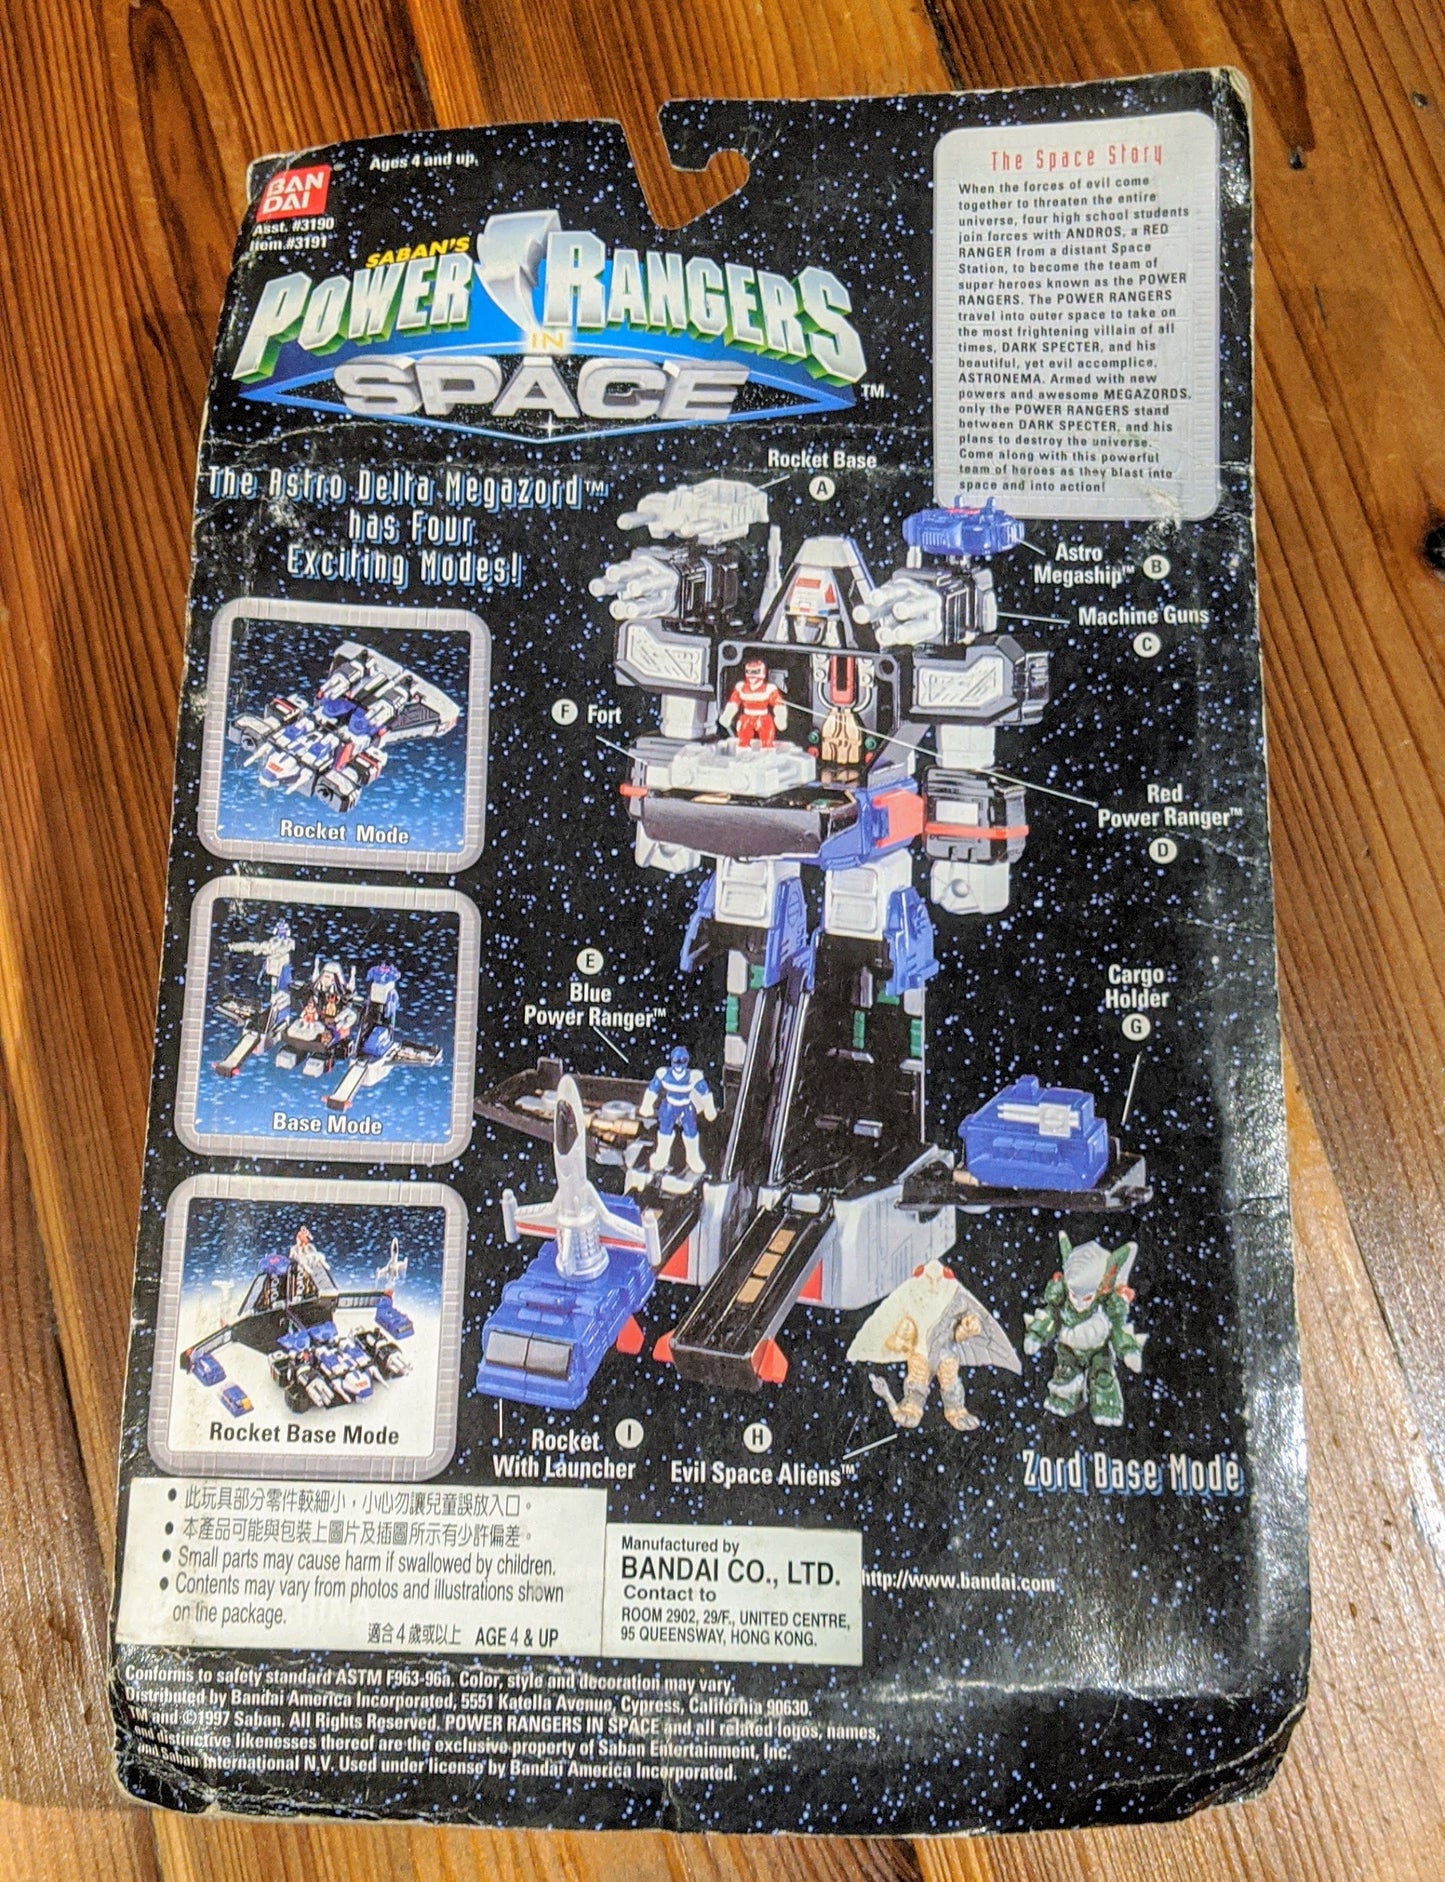 BAN
DAI
Ages 4 and up.
Asst. #3190
Item.#3191
SABAN'S
POWER RANGERS
IN
SPACE™
The Space Story
When the forces of evil come
together to threaten the entire
universe, four high school students
join forces with ANDROS, a RED
RANGER from a distant Space
Station, to become the team of
super heroes known as the POWER
RANGERS. The POWER RANGERS
travel into outer space to take on
the most frightening villain of all
times, DARK SPECTER, and his
beautiful, yet evil accomplice,
ASTRONEMA. Armed with new
powers and awesome MEGAZORDS,
only the POWER RANGERS stand
between DARK SPECTER, and his
plans to destroy the universe.
Come along with this powerful
team of heroes as they blast into
space and into action!
The Astro Delta Megazord™
has Four
Exciting Modes!
Rocket Base
A
Astro
Megaship™ B
Machine Guns
C
F Fort
Red
Power Ranger™
D
E
Blue
Power Ranger™
Cargo
Holder
G
Rocket Mode
Base Mode
Rocket Base Mode
Rocket I
With Launcher
H
Evil Space Aliens™
Zord Base Mode
• 此玩具部分零件較細小，小心勿讓兒童誤放入口。
• 本產品可能與包裝上圖片及插圖所示有少許偏差。
• Small parts may cause harm if swallowed by children.
• Contents may vary from photos and illustrations shown
on the package.
適合4歲或以上 AGE 4 & UP
Manufactured by
BANDAI CO., LTD.
Contact to
ROOM 2902, 29/F., UNITED CENTRE,
95 QUEENSWAY, HONG KONG.
http://www.bandai.com
Conforms to safety standard ASTM F963-96a. Color, style and decoration may vary.
Distributed by Bandai America Incorporated, 5551 Katella Avenue, Cypress, California 90630.
TM and ©1997 Saban. All Rights Reserved. POWER RANGERS IN SPACE and all related logos, names,
and distinctive likenesses thereof are the exclusive property of Saban Entertainment, Inc.
and Saban International N.V. Used under license by Bandai America Incorporated.